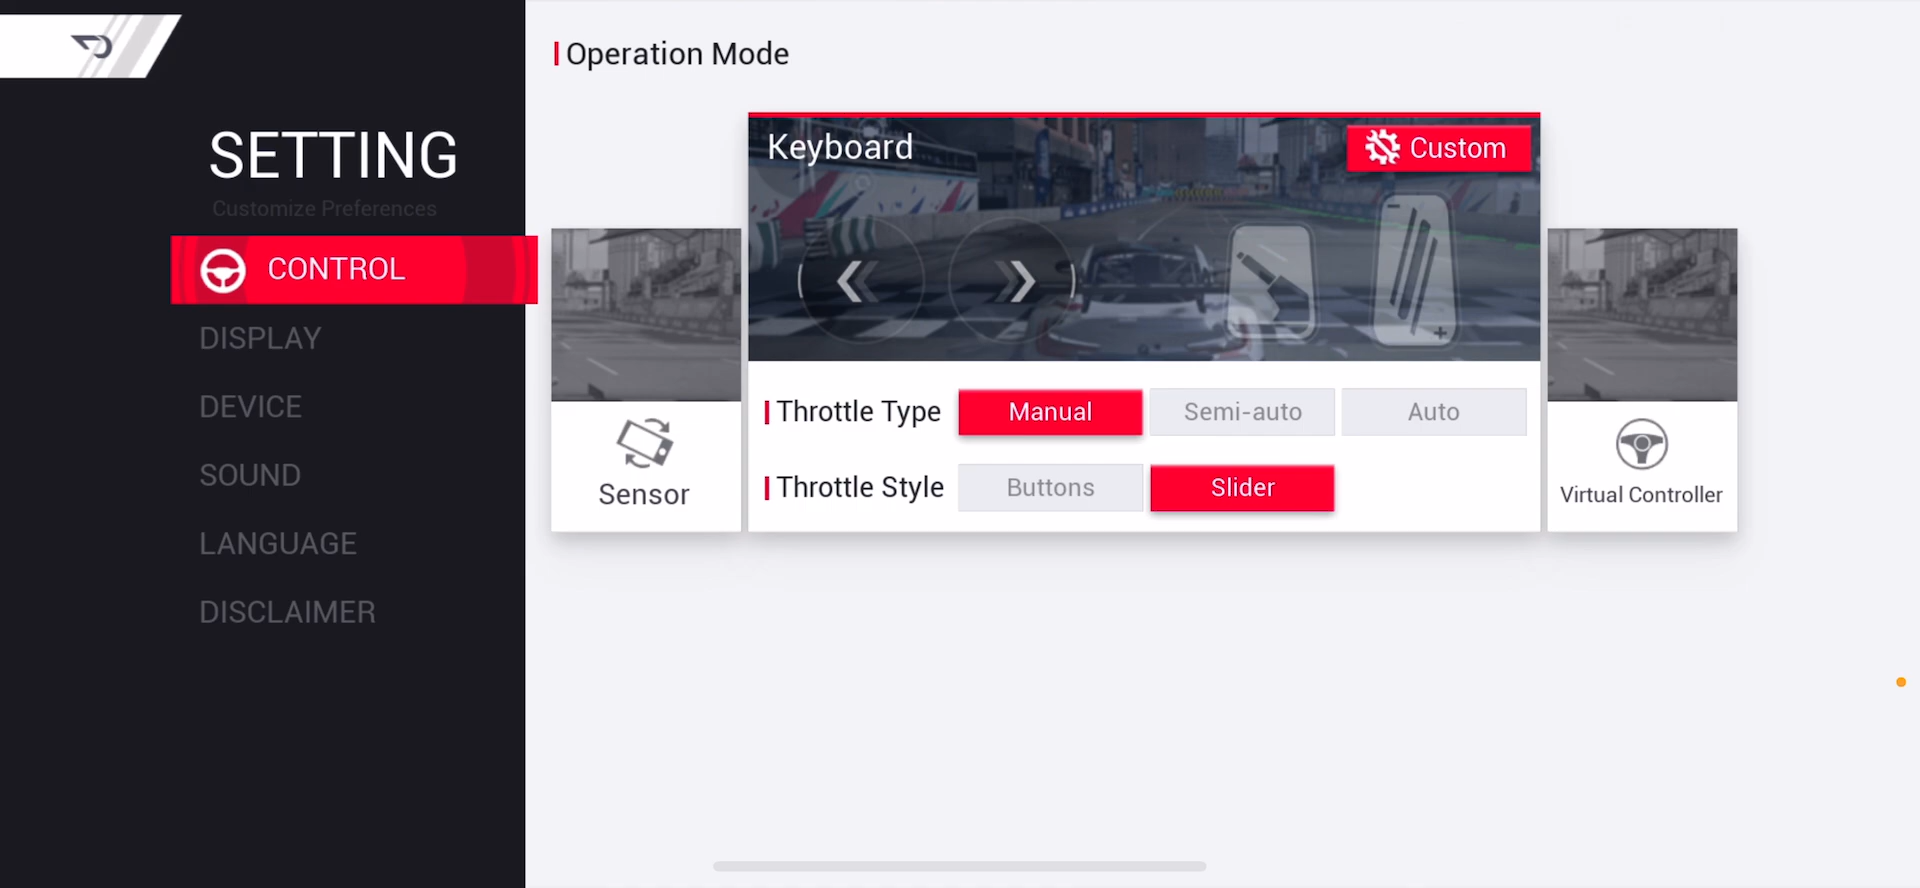 Operation Mode
SETTING
Customize Preferences
CONTROL
DISPLAY
DEVICE
SOUND
LANGUAGE
DISCLAIMER
Keyboard
Custom
Sensor
Throttle Type
Manual
Semi-auto
Auto
Throttle Style
Buttons
Slider
Virtual Controller